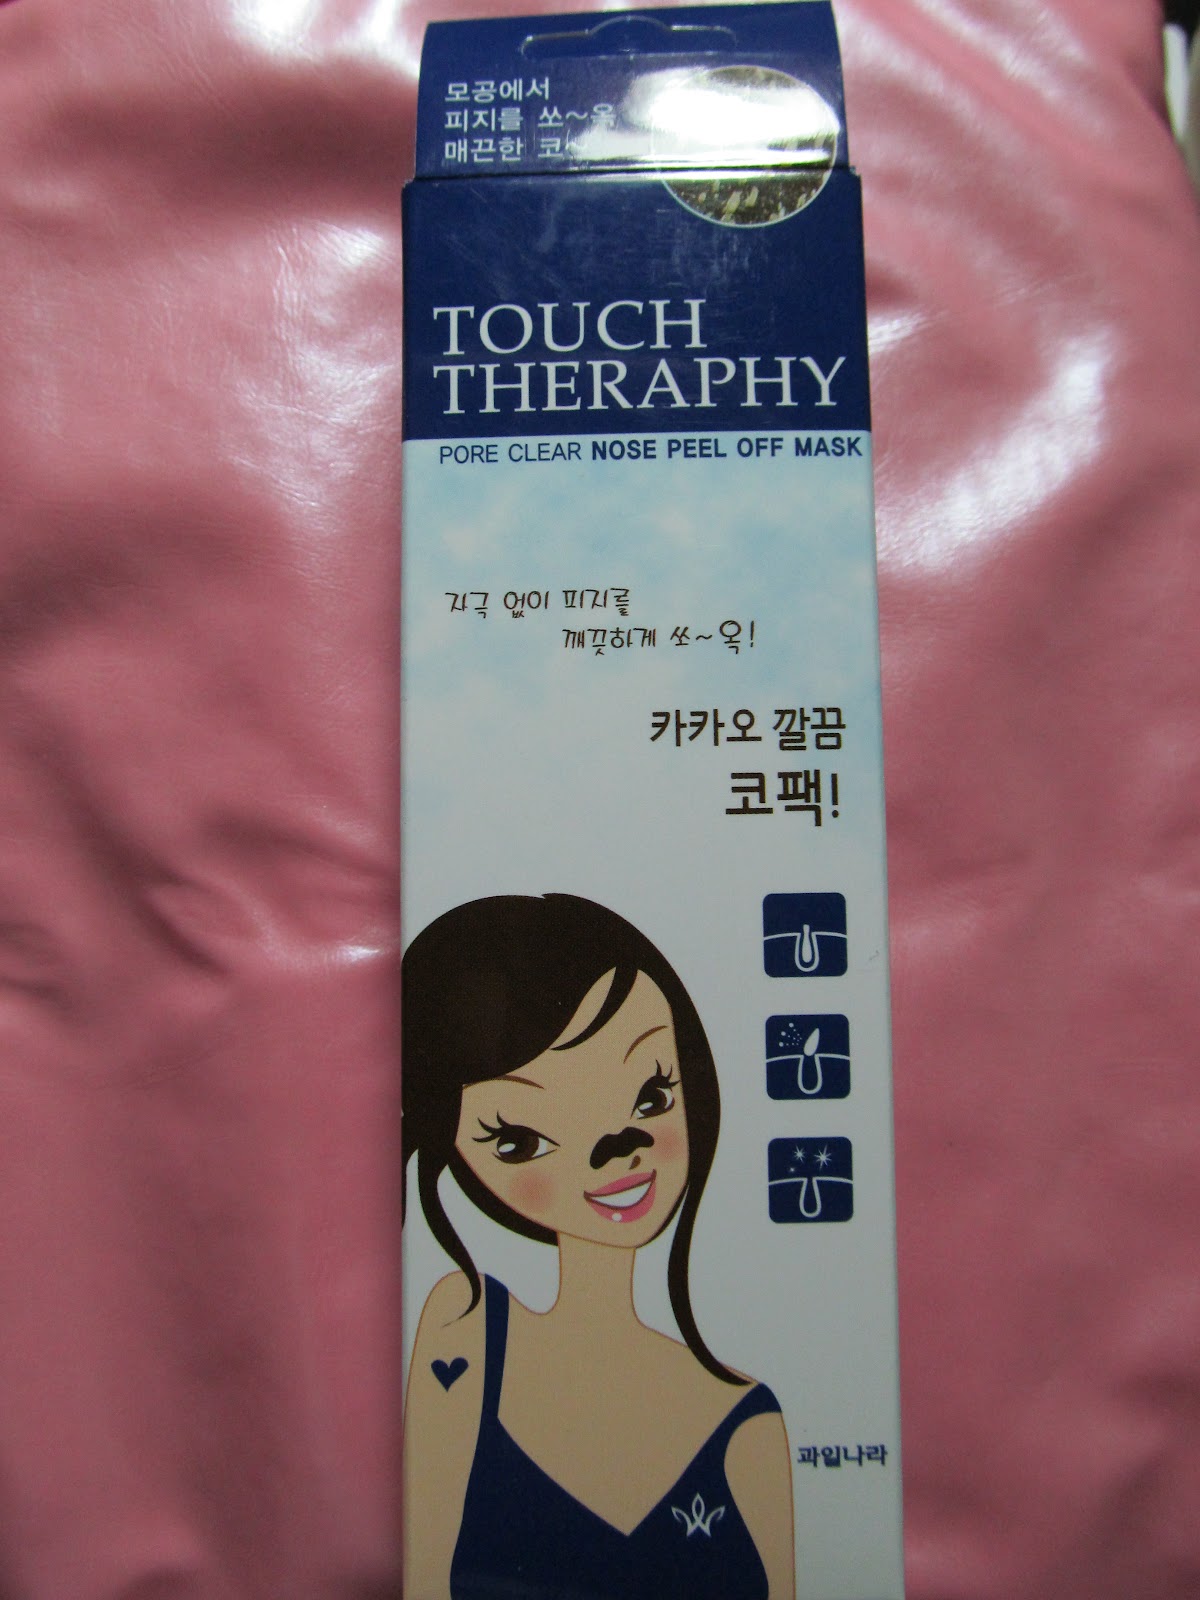 모공에서
피지를 쏘~옥
매끈한 코~
TOUCH
THERAPHY
PORE CLEAR NOSE PEEL OFF MASK
자극 없이 피지를
깨끗하게 쏘~옥!
카카오 깔끔
코팩!
과일나라